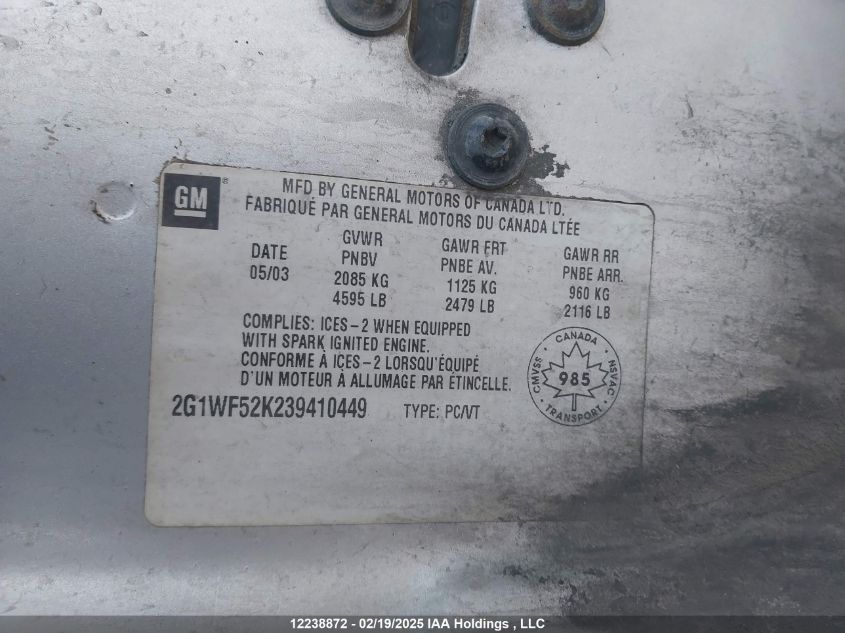 GM®
MFD BY GENERAL MOTORS OF CANADA LTD.
FABRIQUÉ PAR GENERAL MOTORS DU CANADA LTÉE
DATE
05/03
GVWR
PNBV
2085 KG
4595 LB
GAWR FRT
PNBE AV.
1125 KG
2479 LB
GAWR RR
PNBE ARR.
960 KG
2116 LB
COMPLIES: ICES-2 WHEN EQUIPPED
WITH SPARK IGNITED ENGINE.
CONFORME À ICES-2 LORSQU'ÉQUIPÉ
D'UN MOTEUR À ALLUMAGE PAR ÉTINCELLE.
CANADA
CMVSS
985
NSVAC
TRANSPORT
2G1WF52K239410449 TYPE: PC/VT
12238872 - 02/19/2025 IAA Holdings , LLC